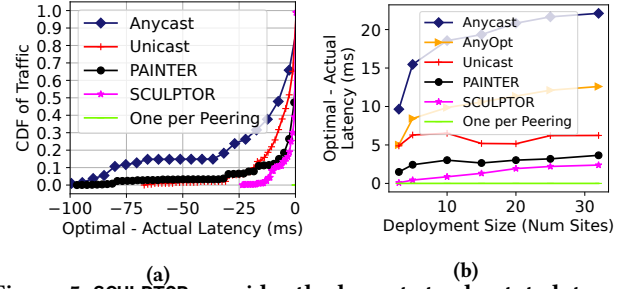 CDF of Traffic
1.0
0.9
0.8
0.7
0.6
0.5
0.4
0.3
0.2
0.1
0.0
Anycast
Unicast
PAINTER
SCULPTOR
One per Peering
−100 −75 −50 −25 0
Optimal - Actual Latency (ms)
(a)
Optimal - Actual
Latency (ms)
20
15
10
5
0
Anycast
AnyOpt
Unicast
PAINTER
SCULPTOR
One per Peering
10 20 30
Deployment Size (Num Sites)
(b)